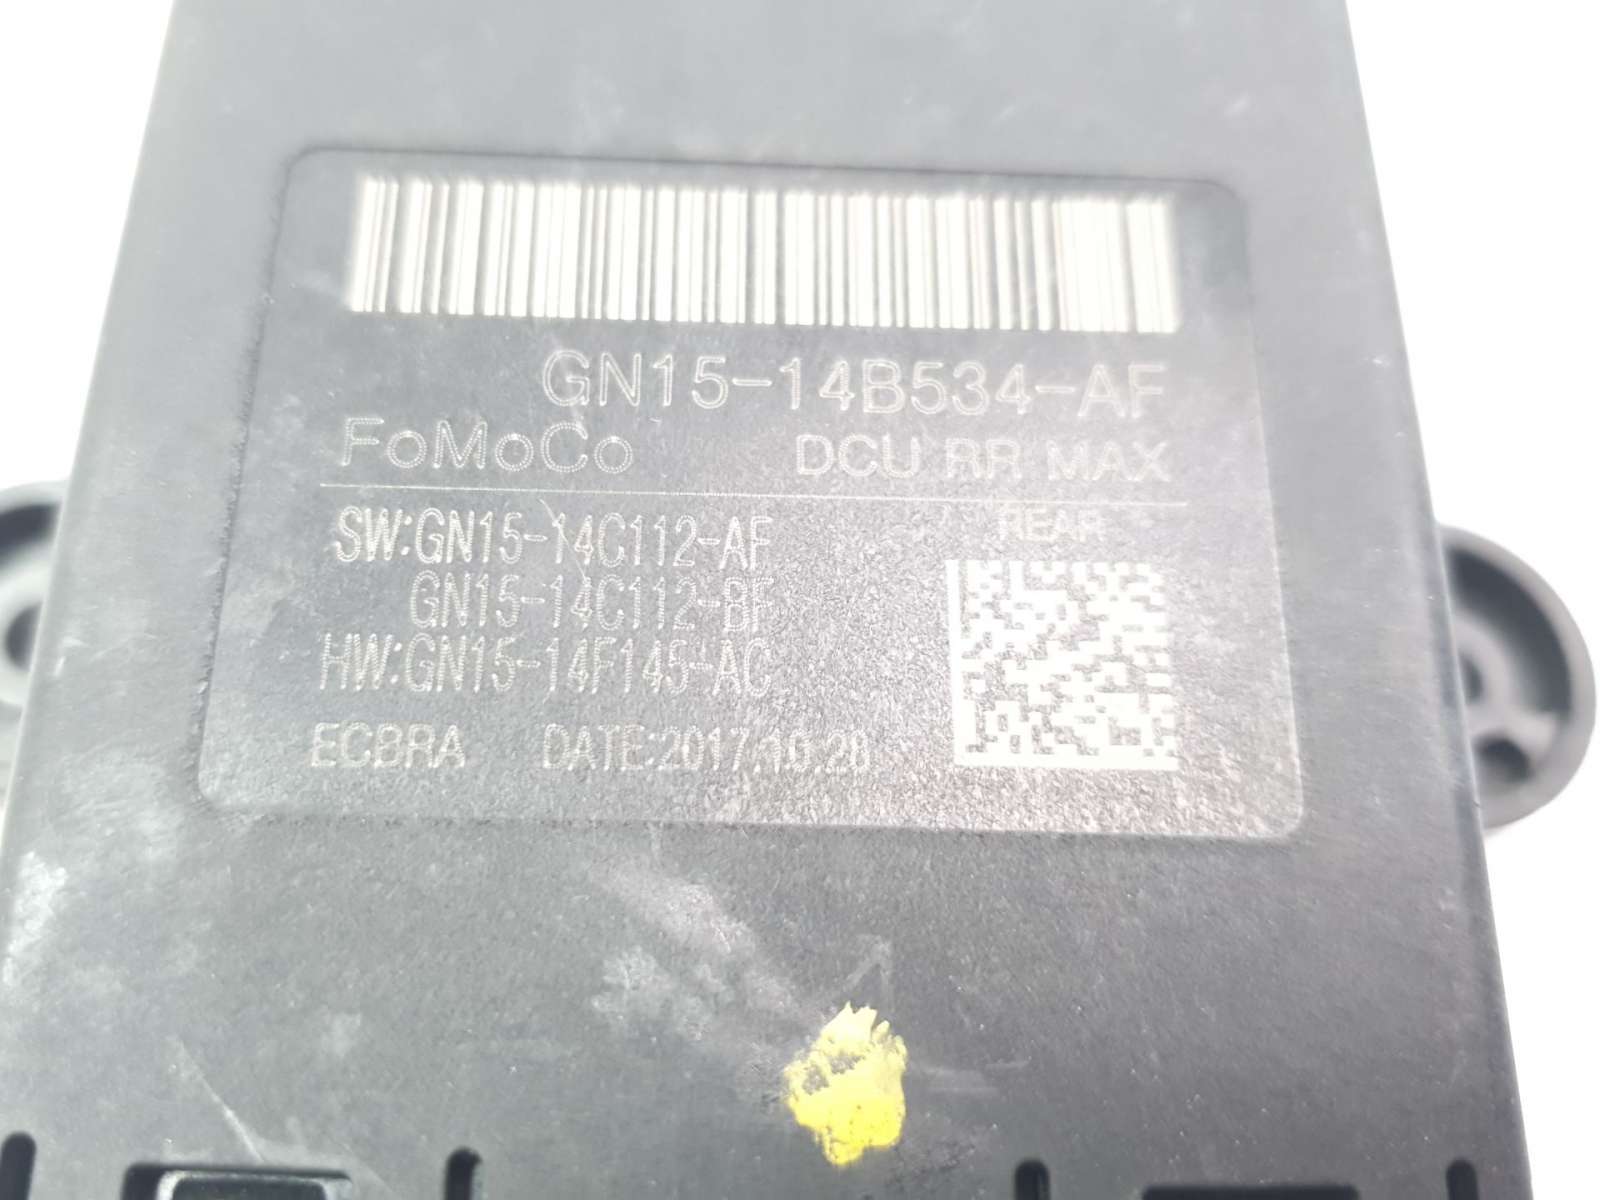 GN15-14B534-AF
FoMoCo DCU RR MAX
SW:GN15-14C112-AF REAR
GN15-14C112-BF
HW:GN15-14F145-AC
ECBRA DATE:2017.10.28